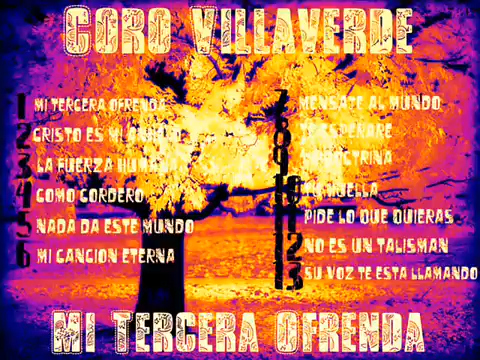 CORO VILLAVERDE
1 MI TERCERA OFRENDA
2 CRISTO ES MI
3 LA FUERZA HUMANA
4 COMO CORDERO
5 NADA DA ESTE MUNDO
6 MI CANCION ETERNA
7 MENSAJE AL MUNDO
8 TE ESPERARE
9 DOCTRINA
10 HUELLA
11 PIDE LO QUE QUIERAS
12 NO ES UN TALISMAN
13 SU VOZ TE ESTA LLAMANDO
MI TERCERA OFRENDA